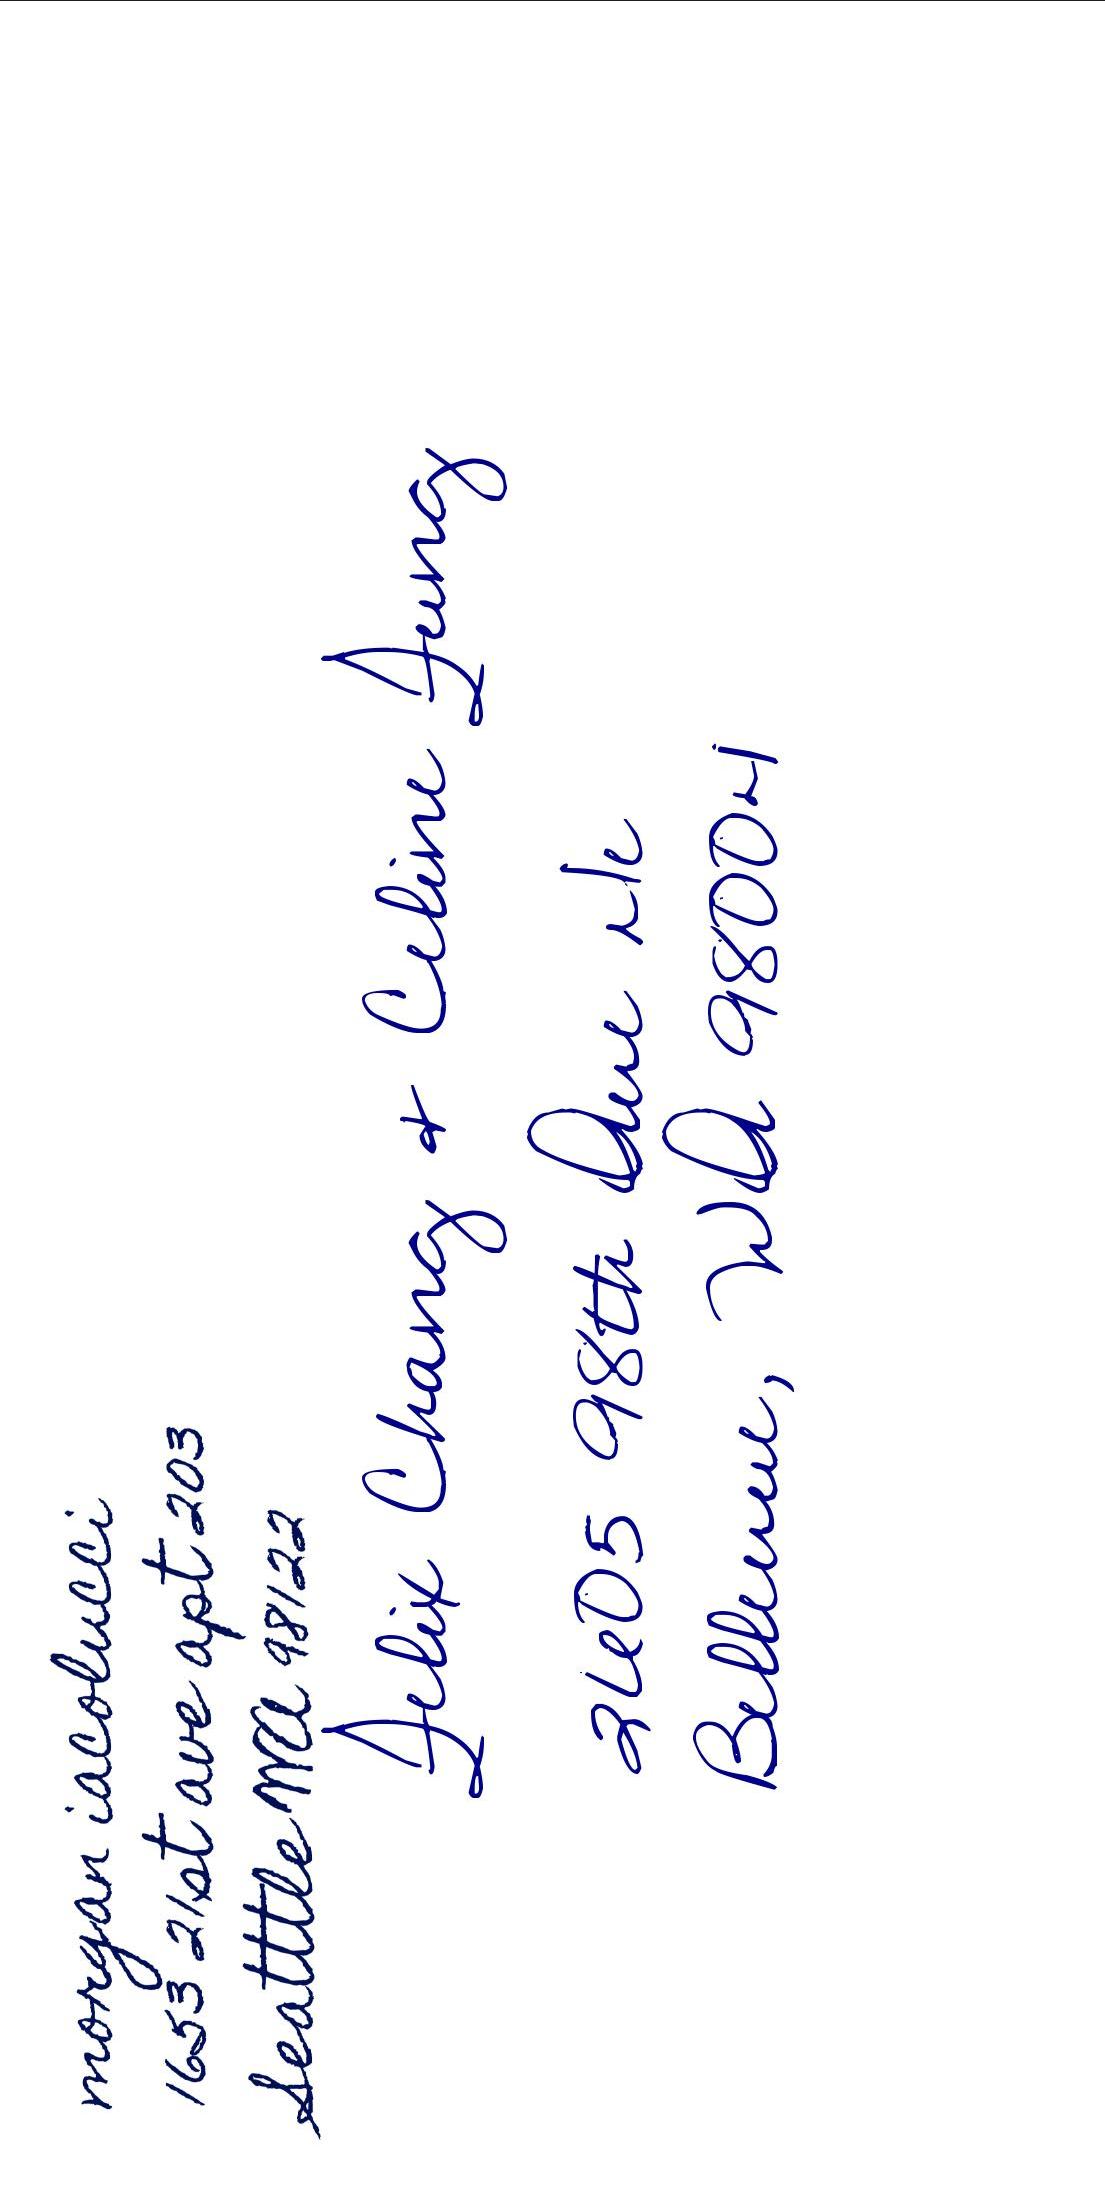 morgan iacolucci
1653 21st ave apt 203
Seattle WA 98122
Felix Chang & Celine Fung
2605 98th Ave NE
Bellevue, WA 98004